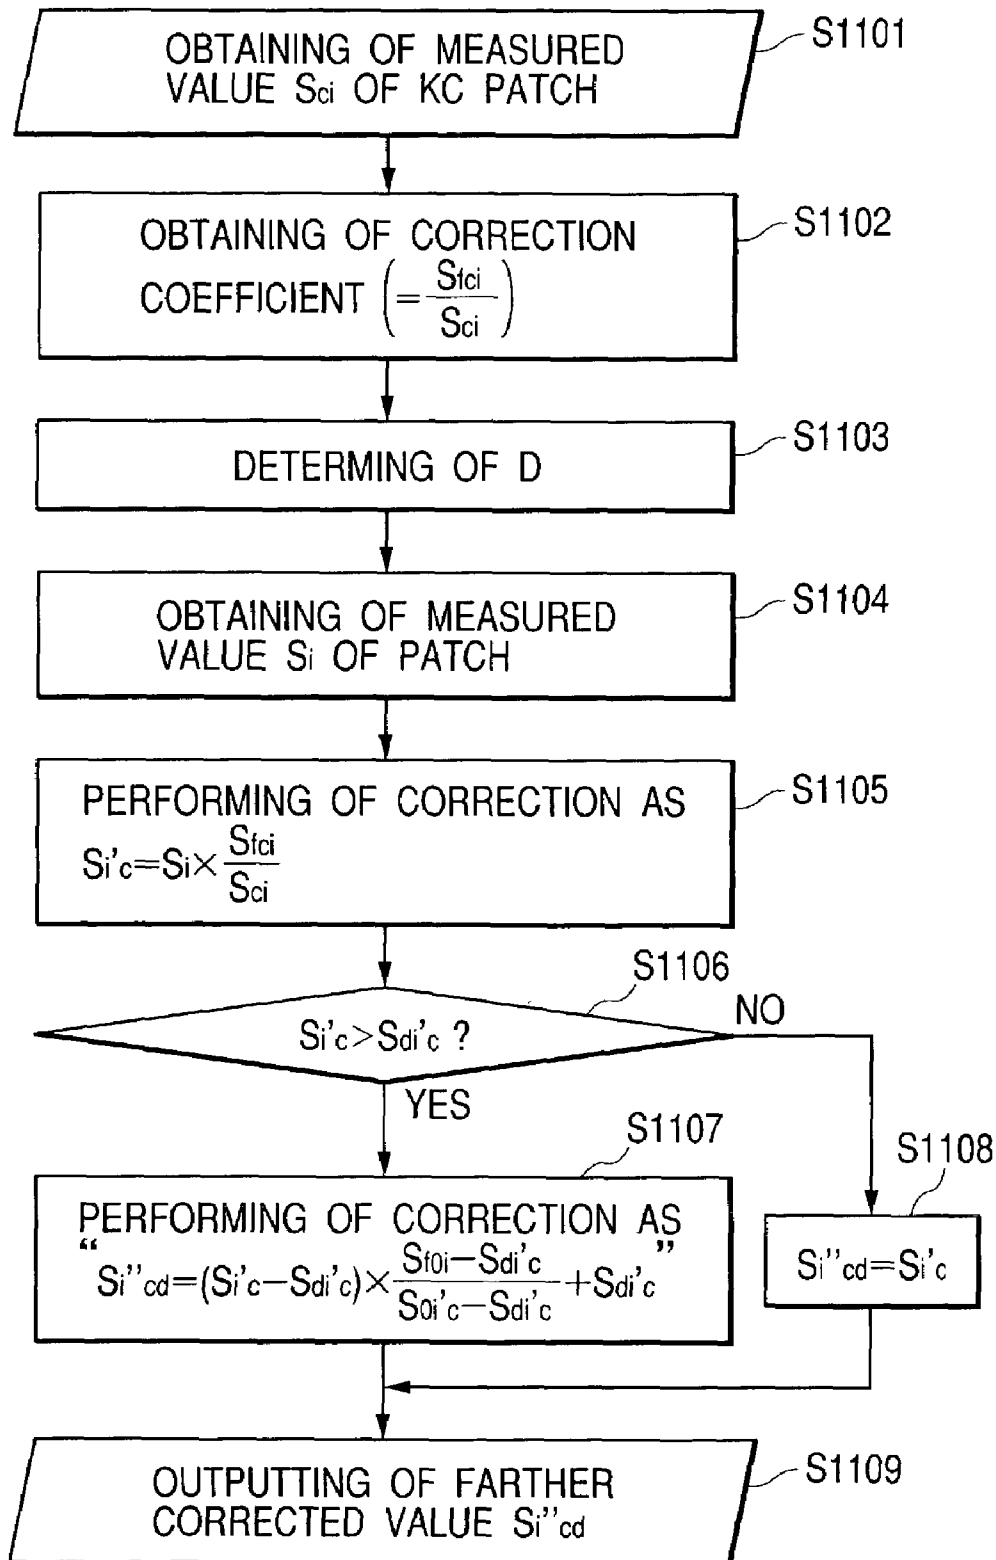 OBTAINING OF MEASURED
VALUE Sci OF KC PATCH
S1101
OBTAINING OF CORRECTION
COEFFICIENT (= Sfci / Sci)
S1102
DETERMING OF D
S1103
OBTAINING OF MEASURED
VALUE Si OF PATCH
S1104
PERFORMING OF CORRECTION AS
Si'c=Si× Sfci / Sci
S1105
S1106
Si'c>Sdi'c ?
NO
YES
S1107
PERFORMING OF CORRECTION AS
“Si''cd=(Si'c−Sdi'c)× (Sf0i−Sdi'c) / (S0i'c−Sdi'c) +Sdi'c”
S1108
Si''cd=Si'c
OUTPUTTING OF FARTHER
CORRECTED VALUE Si''cd
S1109